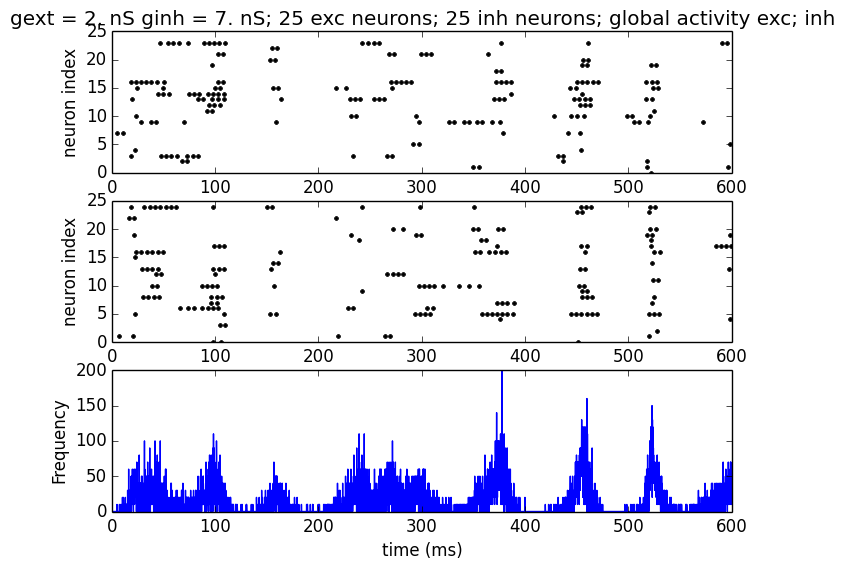 gext = 2. nS ginh = 7. nS; 25 exc neurons; 25 inh neurons; global activity exc; inh
25
20
15
10
5
0
neuron index
0 100 200 300 400 500 600
25
20
15
10
5
0
neuron index
0 100 200 300 400 500 600
200
150
100
50
0
Frequency
0 100 200 300 400 500 600
time (ms)